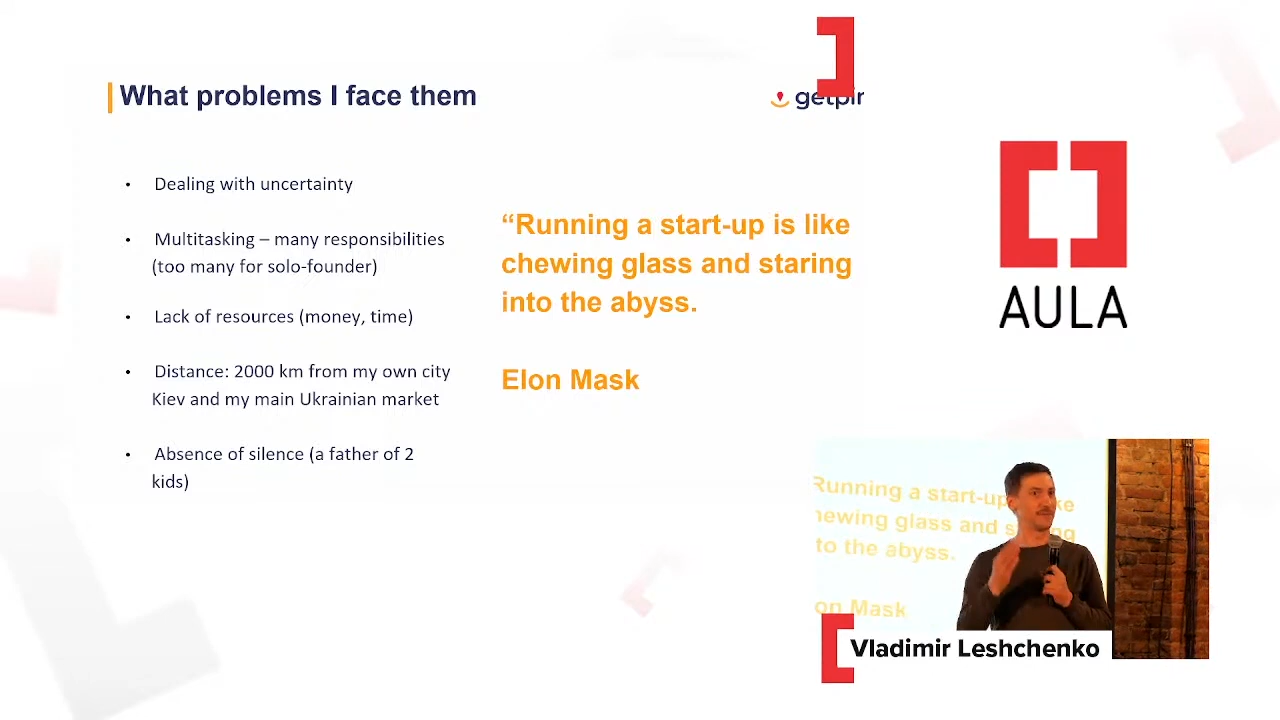 What problems I face them
• Dealing with uncertainty
• Multitasking – many responsibilities
(too many for solo-founder)
• Lack of resources (money, time)
• Distance: 2000 km from my own city
Kiev and my main Ukrainian market
• Absence of silence (a father of 2
kids)
“Running a start-up is like
chewing glass and staring
into the abyss.
Elon Mask
AULA
Running a start-up
hewing glass and
to the abyss.
on Mask
Vladimir Leshchenko